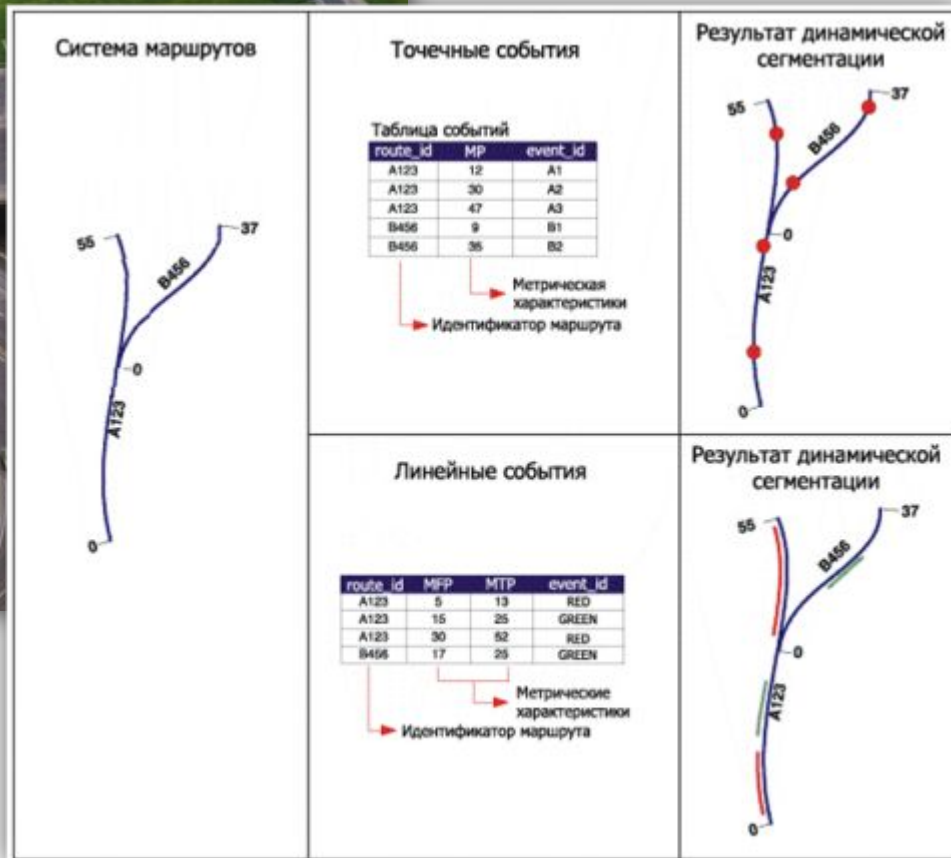 Система маршрутов
55
37
B456
0
A123
0
Точечные события
Таблица событий
route_id MP event_id
A123 12 A1
A123 30 A2
A123 47 A3
B456 9 B1
B456 35 B2
Метрическая
характеристики
Идентификатор маршрута
Результат динамической
сегментации
55
37
B456
0
A123
0
Линейные события
route_id MFP MTP event_id
A123 5 13 RED
A123 15 25 GREEN
A123 30 52 RED
B456 17 25 GREEN
Метрические
характеристики
Идентификатор маршрута
Результат динамической
сегментации
55
37
B456
0
A123
0